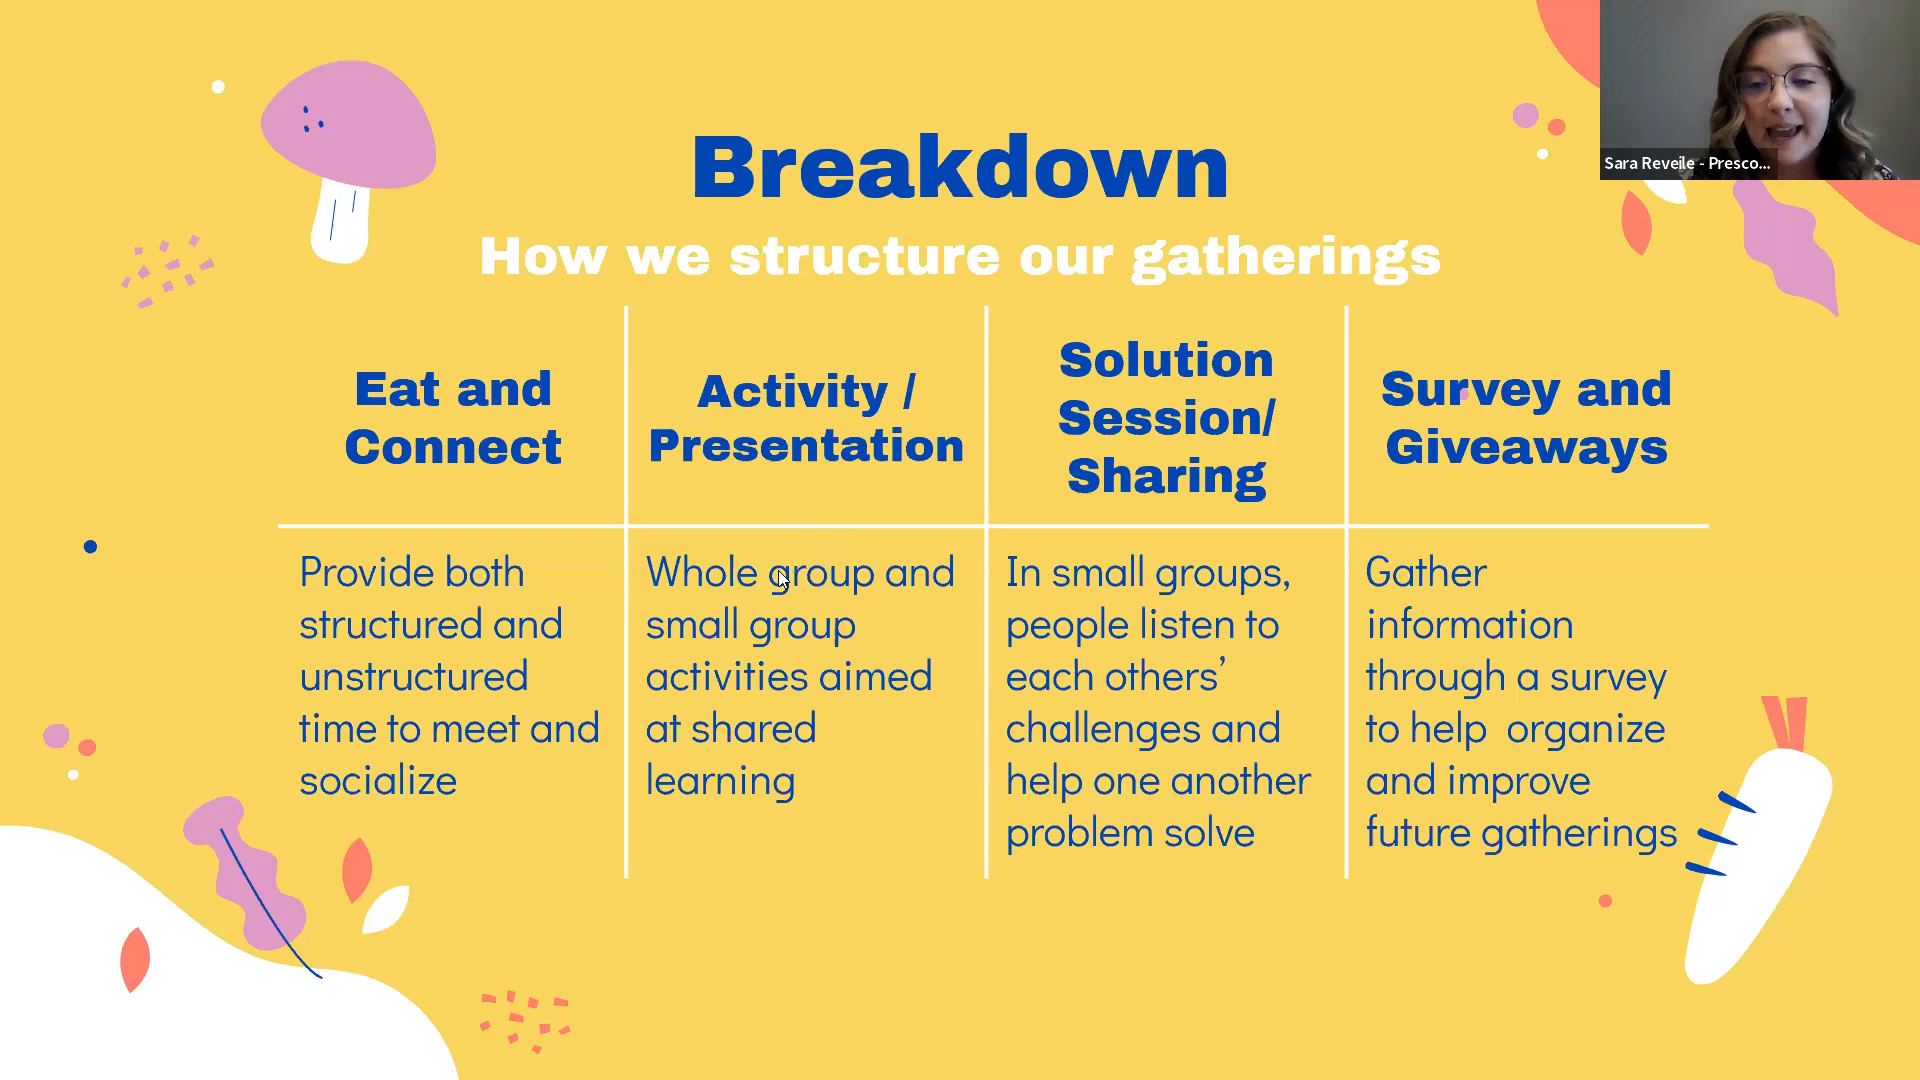 Breakdown
How we structure our gatherings
Eat and
Connect
Activity /
Presentation
Solution
Session/
Sharing
Survey and
Giveaways
Provide both
structured and
unstructured
time to meet and
socialize
Whole group and
small group
activities aimed
at shared
learning
In small groups,
people listen to
each others’
challenges and
help one another
problem solve
Gather
information
through a survey
to help  organize
and improve
future gatherings
Sara Reveile - Presco...